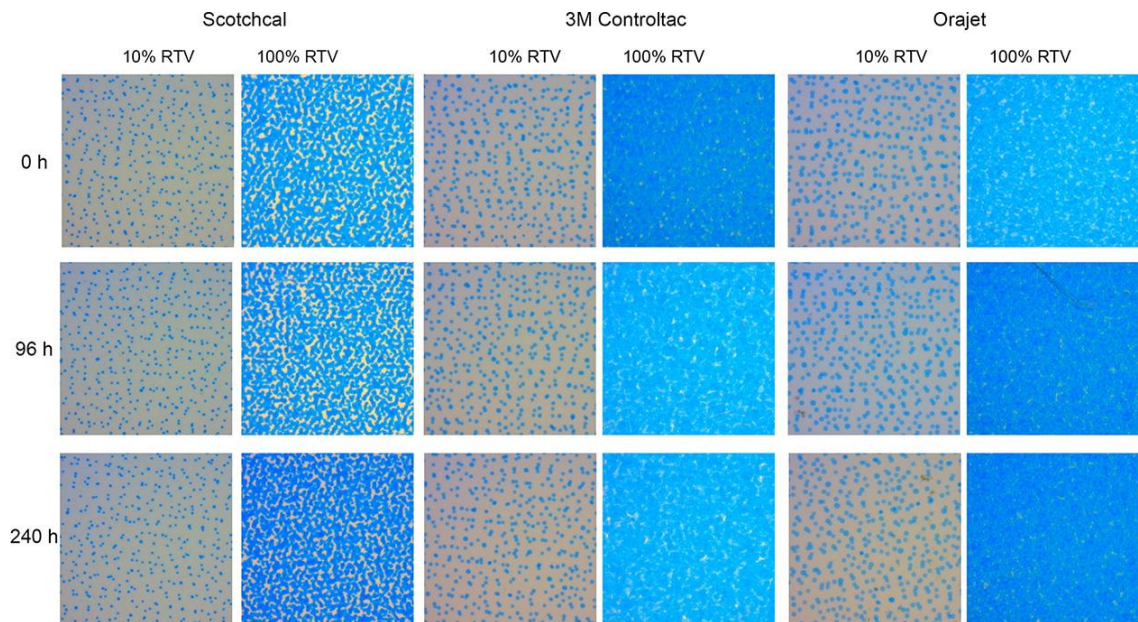 Scotchcal 3M Controltac Orajet
10% RTV 100% RTV 10% RTV 100% RTV 10% RTV 100% RTV
0 h
96 h
240 h